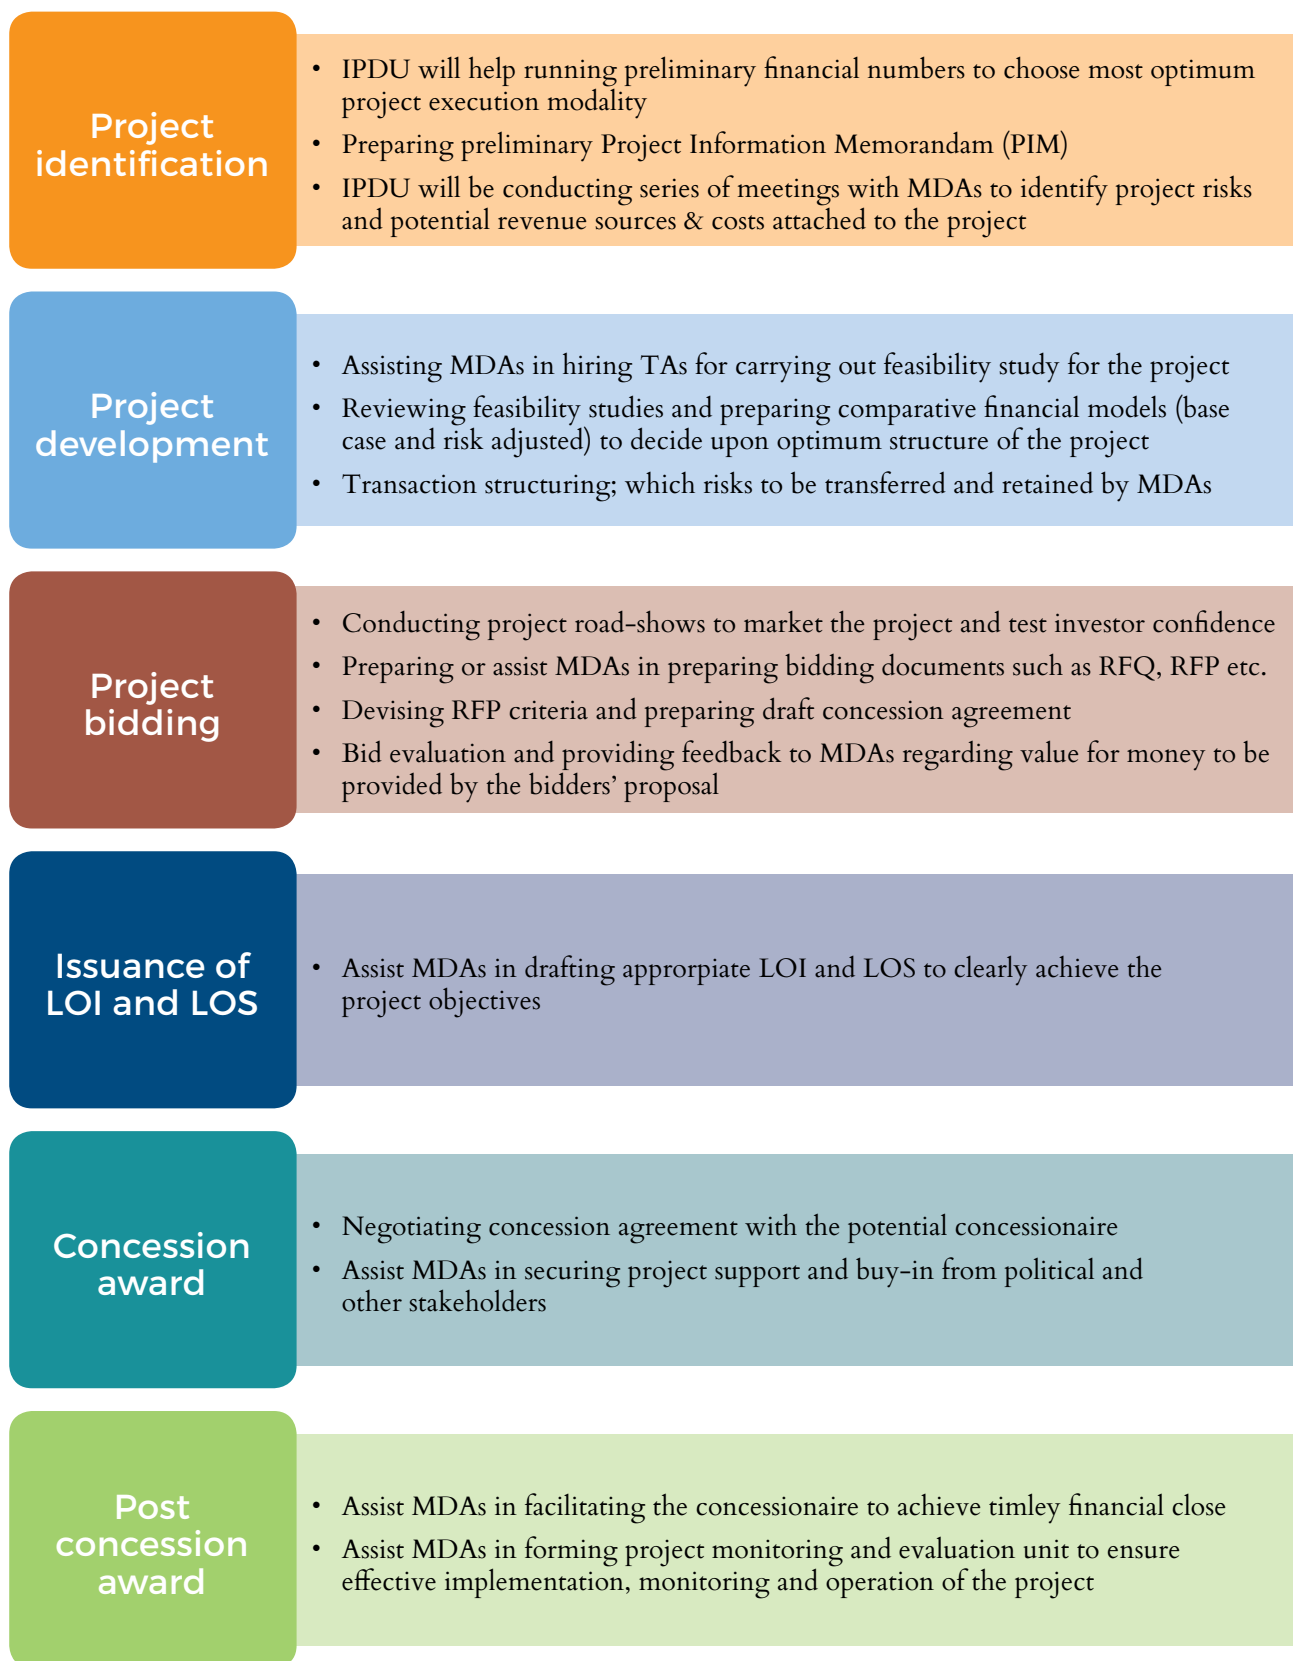 Project
identification
• IPDU will help running preliminary financial numbers to choose most optimum
project execution modality
• Preparing preliminary Project Information Memorandam (PIM)
• IPDU will be conducting series of meetings with MDAs to identify project risks
and potential revenue sources & costs attached to the project
Project
development
• Assisting MDAs in hiring TAs for carrying out feasibility study for the project
• Reviewing feasibility studies and preparing comparative financial models (base
case and risk adjusted) to decide upon optimum structure of the project
• Transaction structuring; which risks to be transferred and retained by MDAs
Project
bidding
• Conducting project road-shows to market the project and test investor confidence
• Preparing or assist MDAs in preparing bidding documents such as RFQ, RFP etc.
• Devising RFP criteria and preparing draft concession agreement
• Bid evaluation and providing feedback to MDAs regarding value for money to be
provided by the bidders’ proposal
Issuance of
LOI and LOS
• Assist MDAs in drafting approrpiate LOI and LOS to clearly achieve the
project objectives
Concession
award
• Negotiating concession agreement with the potential concessionaire
• Assist MDAs in securing project support and buy-in from political and
other stakeholders
Post
concession
award
• Assist MDAs in facilitating the concessionaire to achieve timley financial close
• Assist MDAs in forming project monitoring and evaluation unit to ensure
effective implementation, monitoring and operation of the project